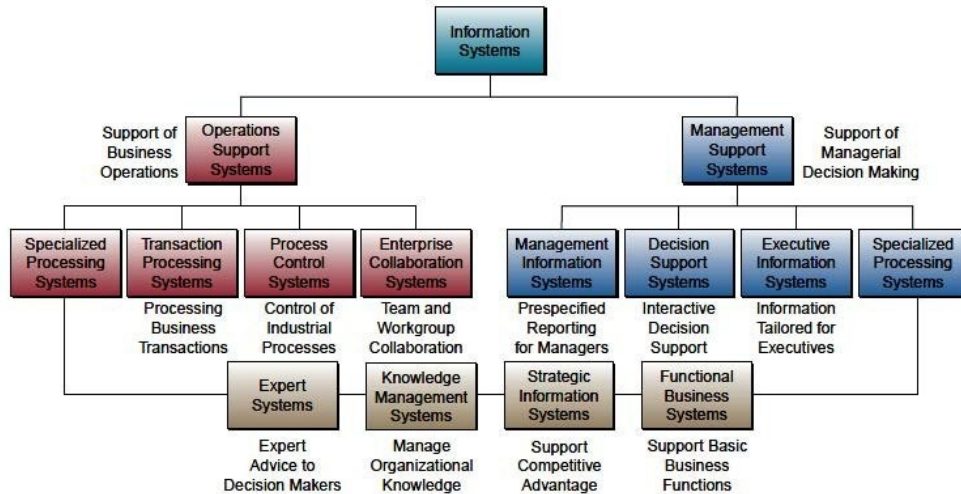 Information
Systems
Support of
Business
Operations
Operations
Support
Systems
Management
Support
Systems
Support of
Managerial
Decision Making
Specialized
Processing
Systems
Transaction
Processing
Systems
Process
Control
Systems
Enterprise
Collaboration
Systems
Management
Information
Systems
Decision
Support
Systems
Executive
Information
Systems
Specialized
Processing
Systems
Processing
Business
Transactions
Control of
Industrial
Processes
Team and
Workgroup
Collaboration
Prespecified
Reporting
for Managers
Interactive
Decision
Support
Information
Tailored for
Executives
Expert
Systems
Knowledge
Management
Systems
Strategic
Information
Systems
Functional
Business
Systems
Expert
Advice to
Decision Makers
Manage
Organizational
Knowledge
Support
Competitive
Advantage
Support Basic
Business
Functions